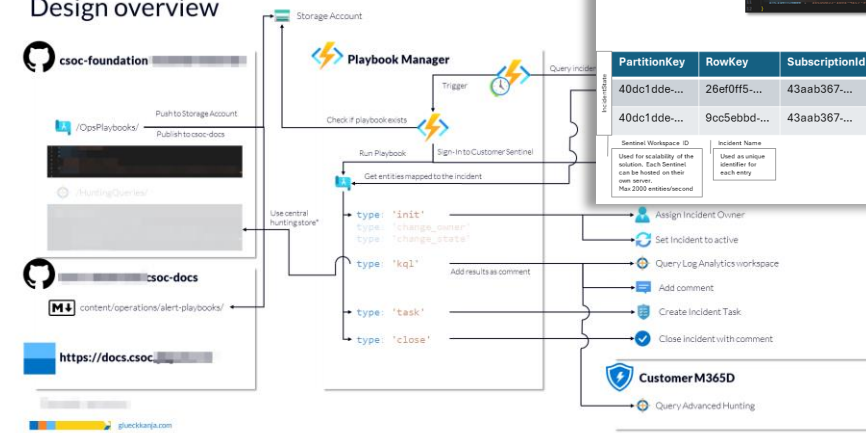 Design overview
Storage Account
csoc-foundation
Playbook Manager
Query inciden
Trigger
/OpsPlaybooks/
Push to Storage Account
Publish to csoc-docs
Check if playbook exists
Run Playbook
Sign-In to Customer Sentinel
/HuntingQueries/
Get entities mapped to the incident
Use central
hunting store*
type: 'init'
type: 'change_owner'
type: 'change_state'
type: 'kql'
Add results as comment
type: 'task'
type: 'close'
csoc-docs
content/operations/alert-playbooks/
https://docs.csoc.
glueckkanja.com
IncidentState
PartitionKey RowKey SubscriptionId
40dc1dde-... 26ef0ff5-... 43aab367-...
40dc1dde-... 9cc5ebbd-... 43aab367-...
Sentinel Workspace ID
Used for scalability of the
solution. Each Sentinel
can be hosted on their
own server.
Max 2000 entities/second
Incident Name
Used as unique
identifier for
each entry
Assign Incident Owner
Set Incident to active
Query Log Analytics workspace
Add comment
Create Incident Task
Close incident with comment
Customer M365D
Query Advanced Hunting